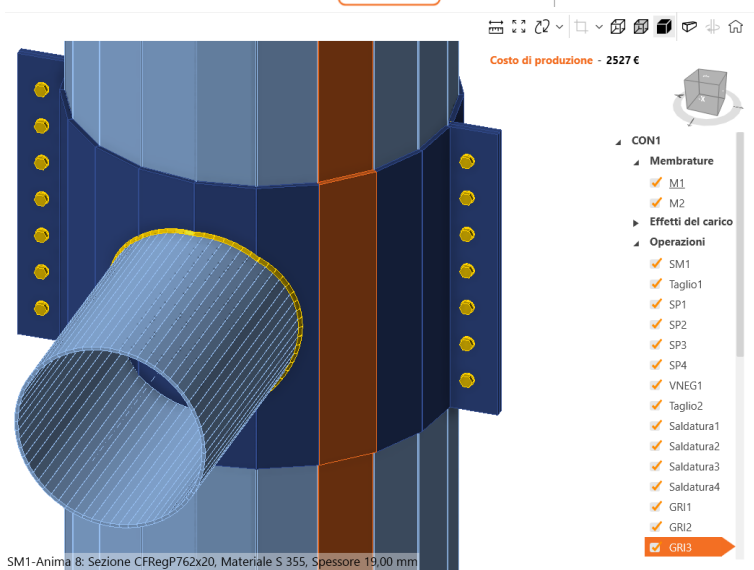 Costo di produzione - 2527 €
CON1
Membrature
M1
M2
Effetti del carico
Operazioni
SM1
Taglio1
SP1
SP2
SP3
SP4
VNEG1
Taglio2
Saldatura1
Saldatura2
Saldatura3
Saldatura4
GRI1
GRI2
GRI3
SM1-Anima 8: Sezione CFRegP762x20, Materiale S 355, Spessore 19,00 mm